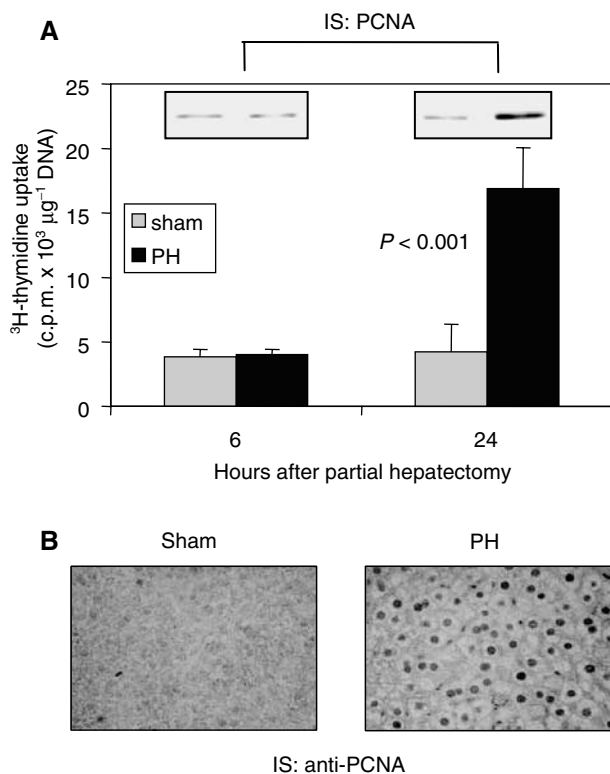 A
IS: PCNA
25
20
15
10
5
0
³H-thymidine uptake
(c.p.m. x 10³ µg⁻¹ DNA)
sham
PH
P < 0.001
6
24
Hours after partial hepatectomy
B
Sham
PH
IS: anti-PCNA